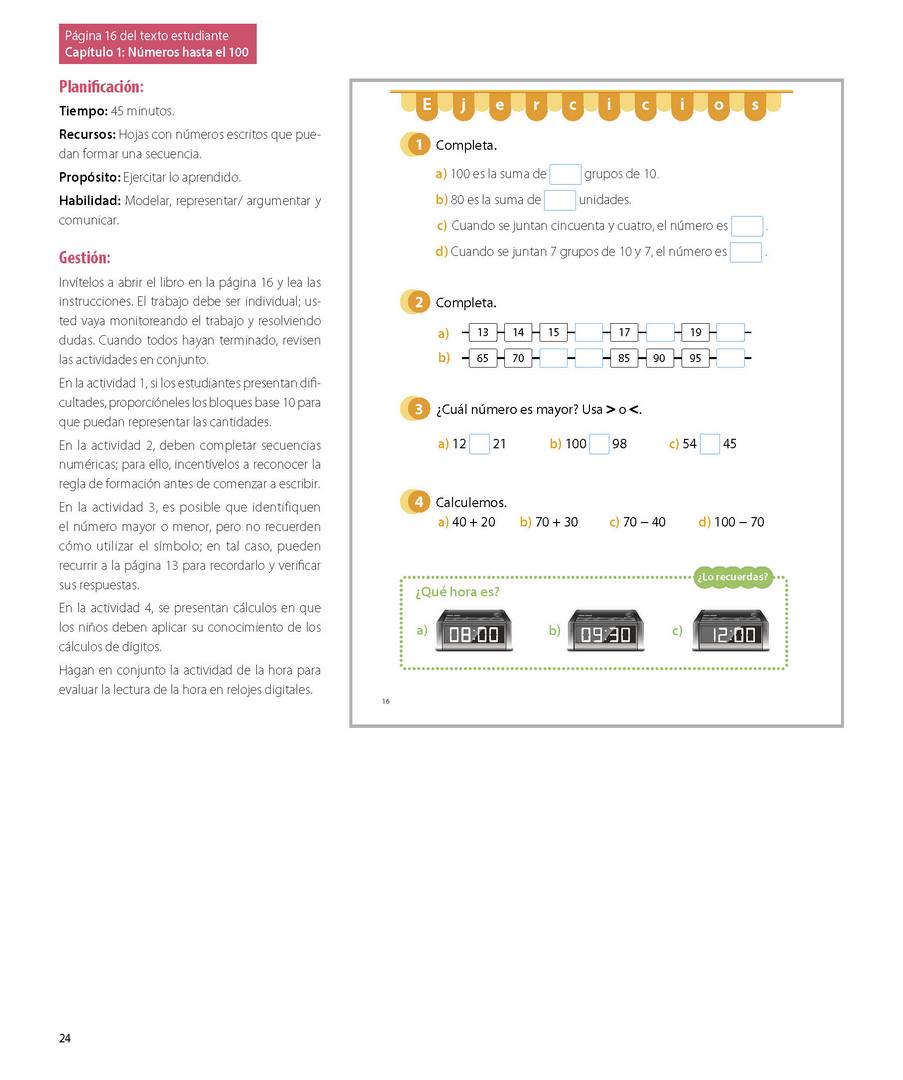 Página 16 del texto estudiante
Capítulo 1: Números hasta el 100
Planificación:
Tiempo: 45 minutos.
Recursos: Hojas con números escritos que pue-
dan formar una secuencia.
Propósito: Ejercitar lo aprendido.
Habilidad: Modelar, representar/ argumentar y
comunicar.
Gestión:
Invítelos a abrir el libro en la página 16 y lea las
instrucciones. El trabajo debe ser individual; us-
ted vaya monitoreando el trabajo y resolviendo
dudas. Cuando todos hayan terminado, revisen
las actividades en conjunto.
En la actividad 1, si los estudiantes presentan difi-
cultades, proporcióneles los bloques base 10 para
que puedan representar las cantidades.
En la actividad 2, deben completar secuencias
numéricas; para ello, incentívelos a reconocer la
regla de formación antes de comenzar a escribir.
En la actividad 3, es posible que identifiquen
el número mayor o menor, pero no recuerden
cómo utilizar el símbolo; en tal caso, pueden
recurrir a la página 13 para recordarlo y verificar
sus respuestas.
En la actividad 4, se presentan cálculos en que
los niños deben aplicar su conocimiento de los
cálculos de dígitos.
Hagan en conjunto la actividad de la hora para
evaluar la lectura de la hora en relojes digitales.
E j e r c i c i o s
1 Completa.
a) 100 es la suma de grupos de 10.
b) 80 es la suma de unidades.
c) Cuando se juntan cincuenta y cuatro, el número es .
d) Cuando se juntan 7 grupos de 10 y 7, el número es .
2 Completa.
a) 13 14 15 17 19
b) 65 70 85 90 95
3 ¿Cuál número es mayor? Usa > o <.
a) 12 21 b) 100 98 c) 54 45
4 Calculemos.
a) 40 + 20 b) 70 + 30 c) 70 − 40 d) 100 − 70
¿Lo recuerdas?
¿Qué hora es?
a) 08:00 b) 09:30 c) 12:00
16
24